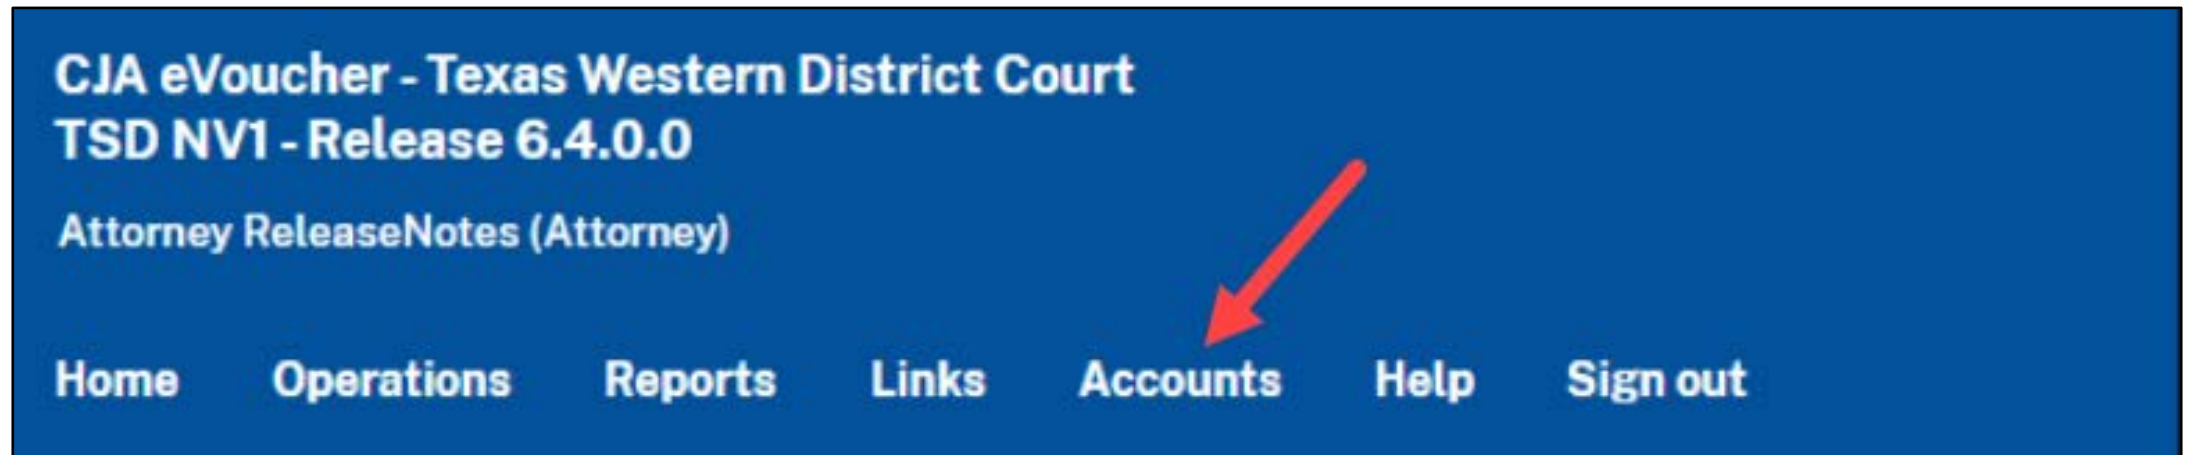 CJA eVoucher - Texas Western District Court
TSD NV1 - Release 6.4.0.0
Attorney ReleaseNotes (Attorney)
Home Operations Reports Links Accounts Help Sign out